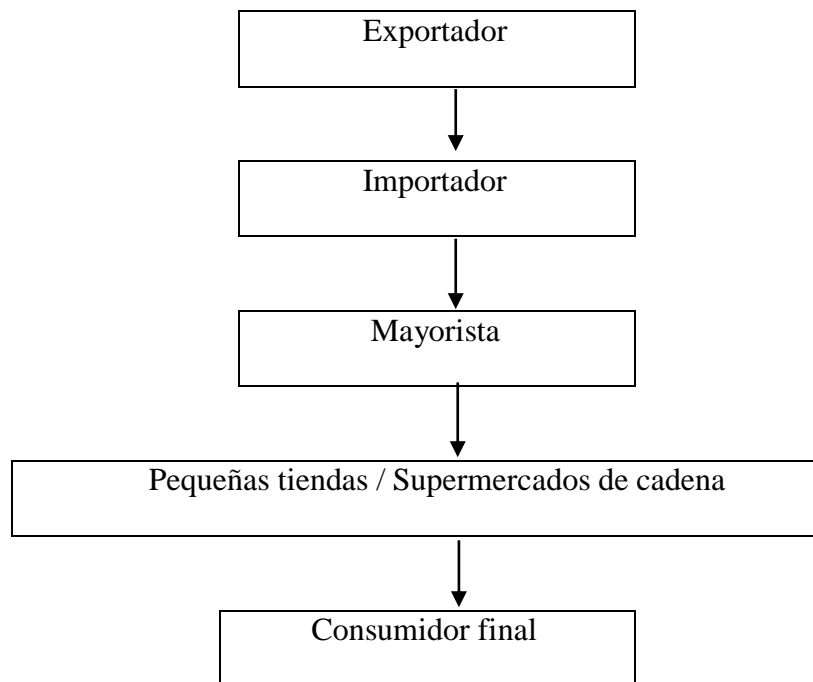 Exportador
Importador
Mayorista
Pequeñas tiendas / Supermercados de cadena
Consumidor final